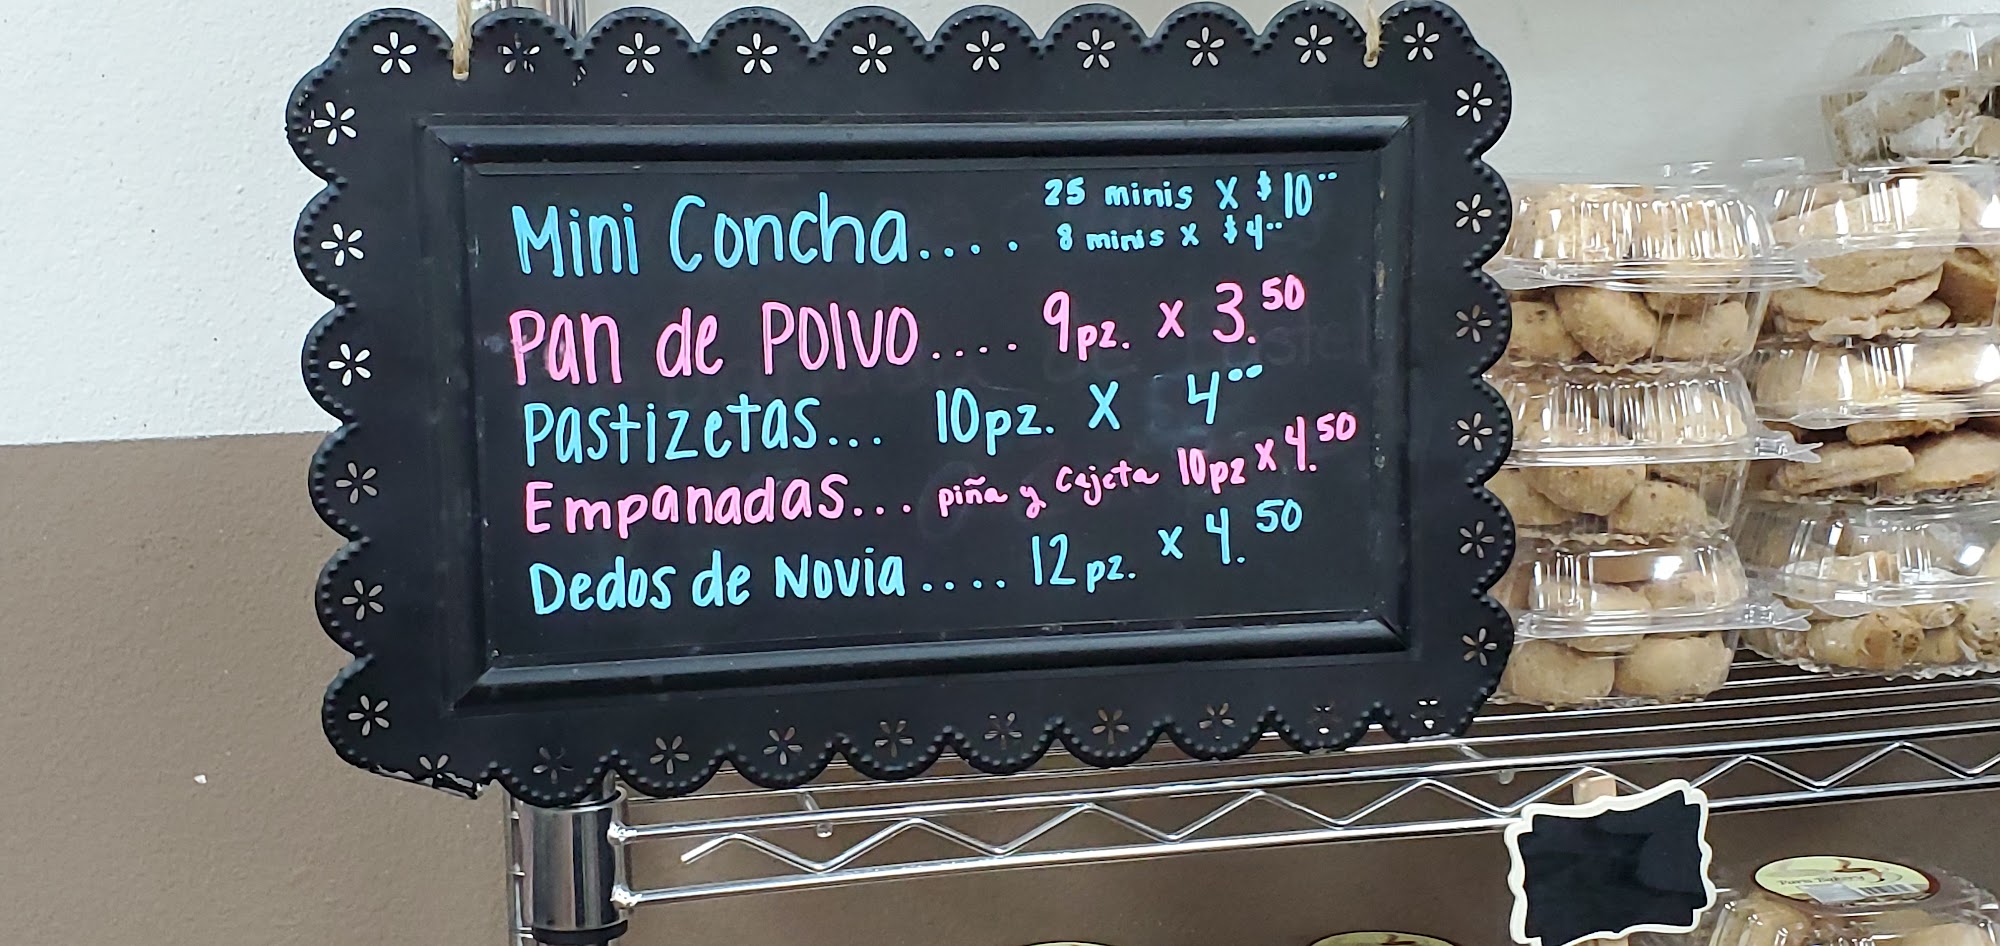 Mini Concha.... 25 minis X $10°°
8 minis x $4°°
Pan de Polvo.... 9pz. x 3.50
Pastizetas... 10pz. X 4°°
Empanadas... piña y Cajeta 10pz x 4.50
Dedos de Novia.... 12pz. x 4.50